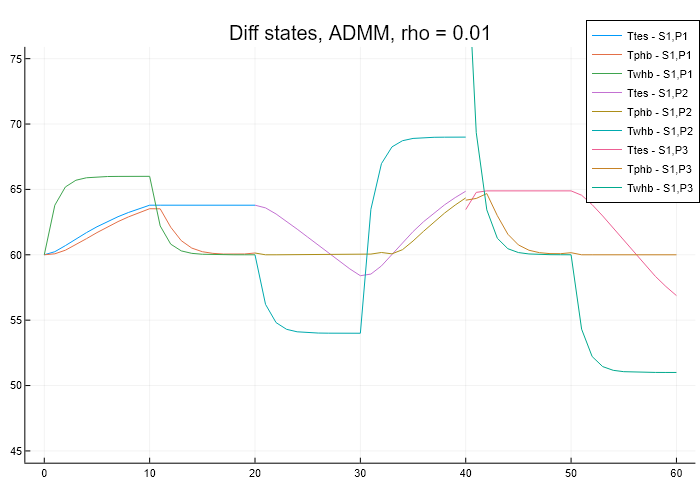 Diff states, ADMM, rho = 0.01
Ttes - S1,P1
Tphb - S1,P1
Twhb - S1,P1
Ttes - S1,P2
Tphb - S1,P2
Twhb - S1,P2
Ttes - S1,P3
Tphb - S1,P3
Twhb - S1,P3
75
70
65
60
55
50
45
0 10 20 30 40 50 60